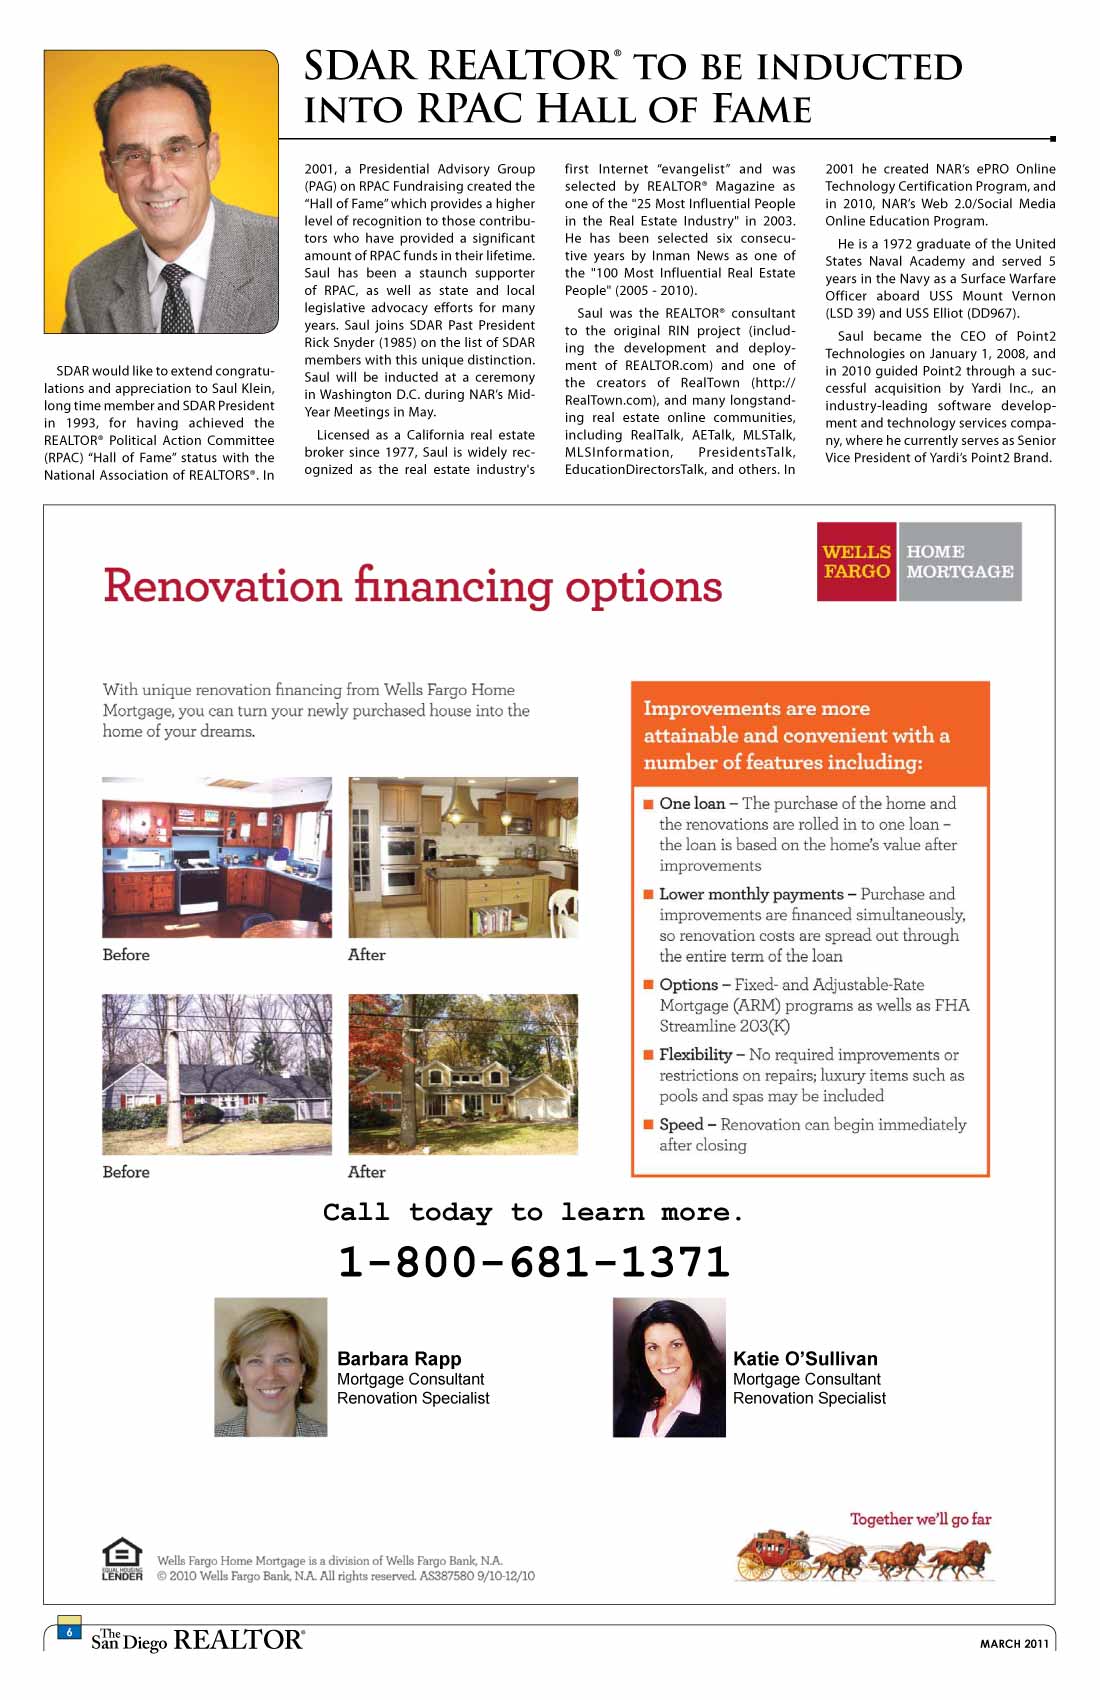 SDAR REALTOR® TO BE INDUCTED
INTO RPAC HALL OF FAME
SDAR would like to extend congratu-
lations and appreciation to Saul Klein,
long time member and SDAR President
in 1993, for having achieved the
REALTOR® Political Action Committee
(RPAC) “Hall of Fame” status with the
National Association of REALTORS®. In
2001, a Presidential Advisory Group
(PAG) on RPAC Fundraising created the
“Hall of Fame” which provides a higher
level of recognition to those contribu-
tors who have provided a significant
amount of RPAC funds in their lifetime.
Saul has been a staunch supporter
of RPAC, as well as state and local
legislative advocacy efforts for many
years. Saul joins SDAR Past President
Rick Snyder (1985) on the list of SDAR
members with this unique distinction.
Saul will be inducted at a ceremony
in Washington D.C. during NAR’s Mid-
Year Meetings in May.
Licensed as a California real estate
broker since 1977, Saul is widely rec-
ognized as the real estate industry's
first Internet “evangelist” and was
selected by REALTOR® Magazine as
one of the "25 Most Influential People
in the Real Estate Industry" in 2003.
He has been selected six consecu-
tive years by Inman News as one of
the "100 Most Influential Real Estate
People" (2005 - 2010).
Saul was the REALTOR® consultant
to the original RIN project (includ-
ing the development and deploy-
ment of REALTOR.com) and one of
the creators of RealTown (http://
RealTown.com), and many longstand-
ing real estate online communities,
including RealTalk, AETalk, MLSTalk,
MLSInformation, PresidentsTalk,
EducationDirectorsTalk, and others. In
2001 he created NAR’s ePRO Online
Technology Certification Program, and
in 2010, NAR’s Web 2.0/Social Media
Online Education Program.
He is a 1972 graduate of the United
States Naval Academy and served 5
years in the Navy as a Surface Warfare
Officer aboard USS Mount Vernon
(LSD 39) and USS Elliot (DD967).
Saul became the CEO of Point2
Technologies on January 1, 2008, and
in 2010 guided Point2 through a suc-
cessful acquisition by Yardi Inc., an
industry-leading software develop-
ment and technology services compa-
ny, where he currently serves as Senior
Vice President of Yardi’s Point2 Brand.
WELLS FARGO
HOME MORTGAGE
Renovation financing options
With unique renovation financing from Wells Fargo Home
Mortgage, you can turn your newly purchased house into the
home of your dreams.
Before
After
Before
After
Improvements are more
attainable and convenient with a
number of features including:
One loan – The purchase of the home and
the renovations are rolled in to one loan –
the loan is based on the home’s value after
improvements
Lower monthly payments – Purchase and
improvements are financed simultaneously,
so renovation costs are spread out through
the entire term of the loan
Options – Fixed- and Adjustable-Rate
Mortgage (ARM) programs as wells as FHA
Streamline 203(K)
Flexibility – No required improvements or
restrictions on repairs; luxury items such as
pools and spas may be included
Speed – Renovation can begin immediately
after closing
Call today to learn more.
1-800-681-1371
Barbara Rapp
Mortgage Consultant
Renovation Specialist
Katie O’Sullivan
Mortgage Consultant
Renovation Specialist
Together we’ll go far
EQUAL HOUSING
LENDER
Wells Fargo Home Mortgage is a division of Wells Fargo Bank, N.A.
© 2010 Wells Fargo Bank, N.A. All rights reserved. AS387580 9/10-12/10
6
The San Diego REALTOR®
MARCH 2011